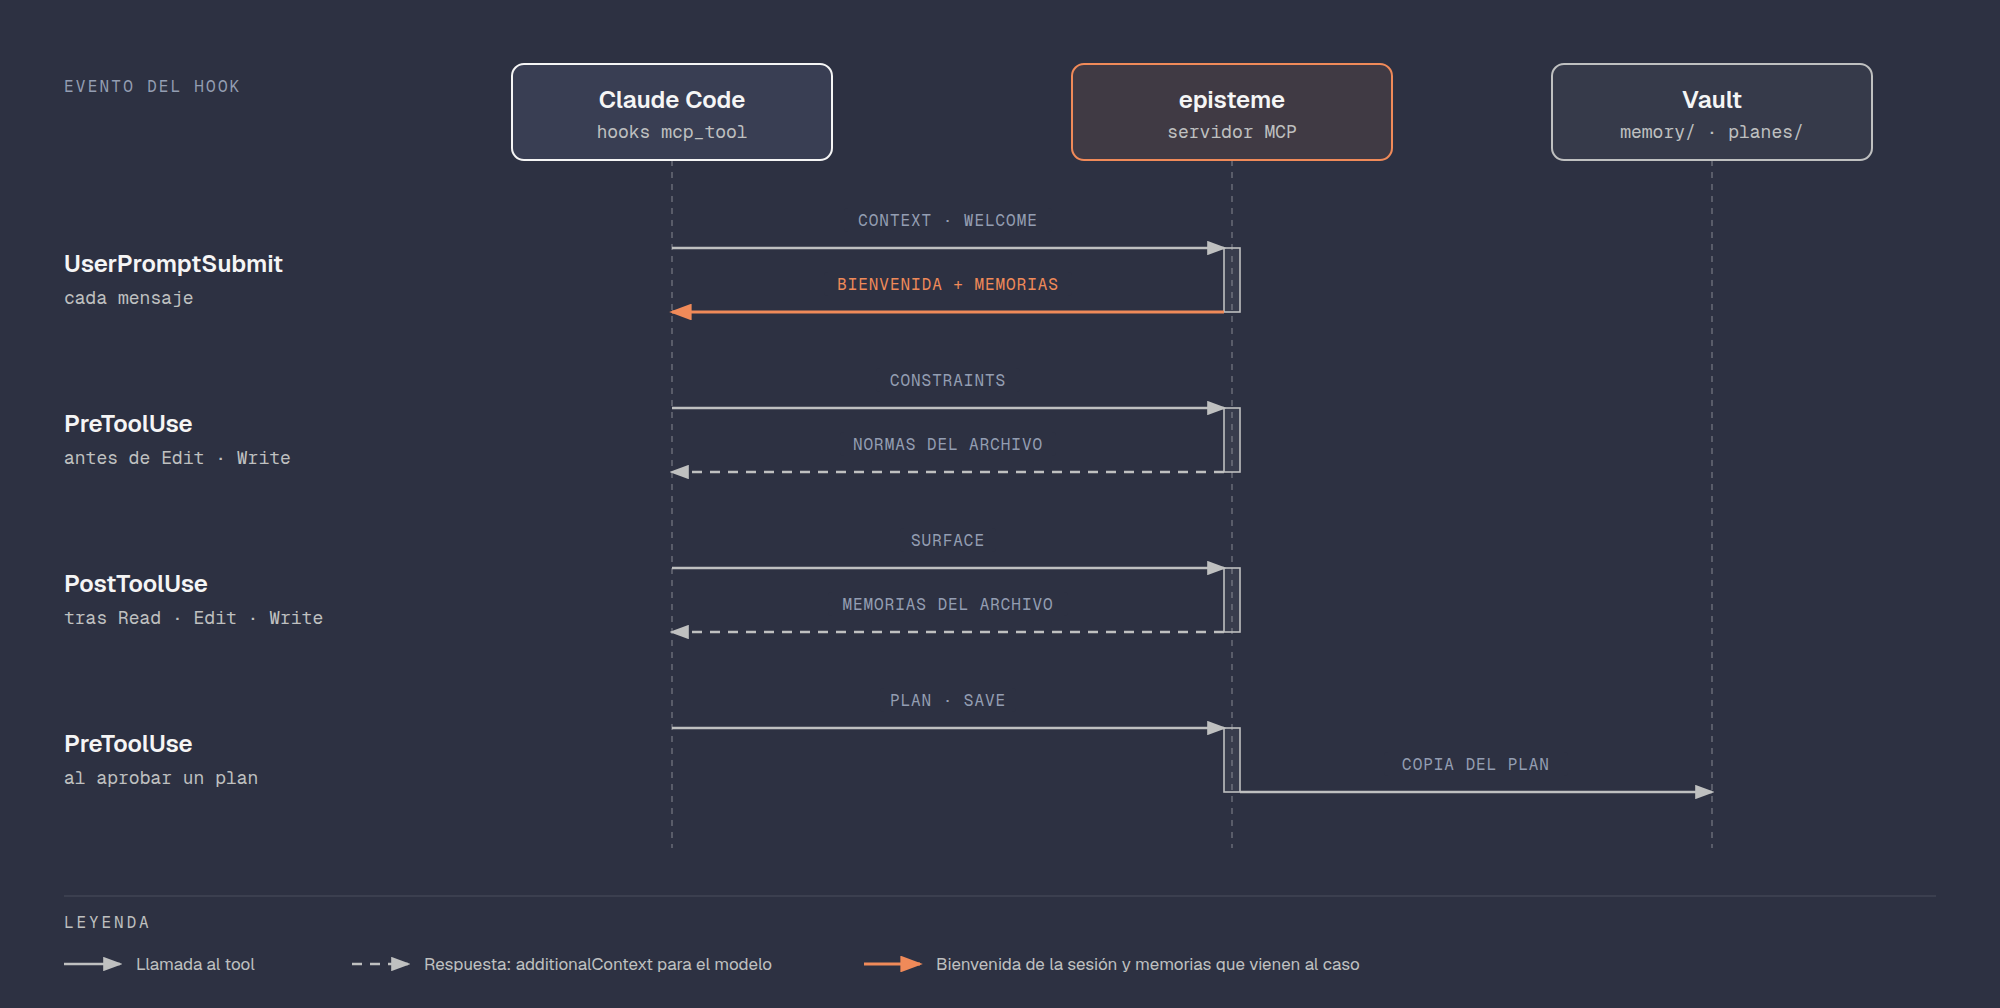 EVENTO DEL HOOK
Claude Code
hooks mcp_tool
episteme
servidor MCP
Vault
memory/ · planes/
CONTEXT · WELCOME
UserPromptSubmit
cada mensaje
BIENVENIDA + MEMORIAS
CONSTRAINTS
PreToolUse
antes de Edit · Write
NORMAS DEL ARCHIVO
SURFACE
PostToolUse
tras Read · Edit · Write
MEMORIAS DEL ARCHIVO
PLAN · SAVE
PreToolUse
al aprobar un plan
COPIA DEL PLAN
LEYENDA
Llamada al tool
Respuesta: additionalContext para el modelo
Bienvenida de la sesión y memorias que vienen al caso